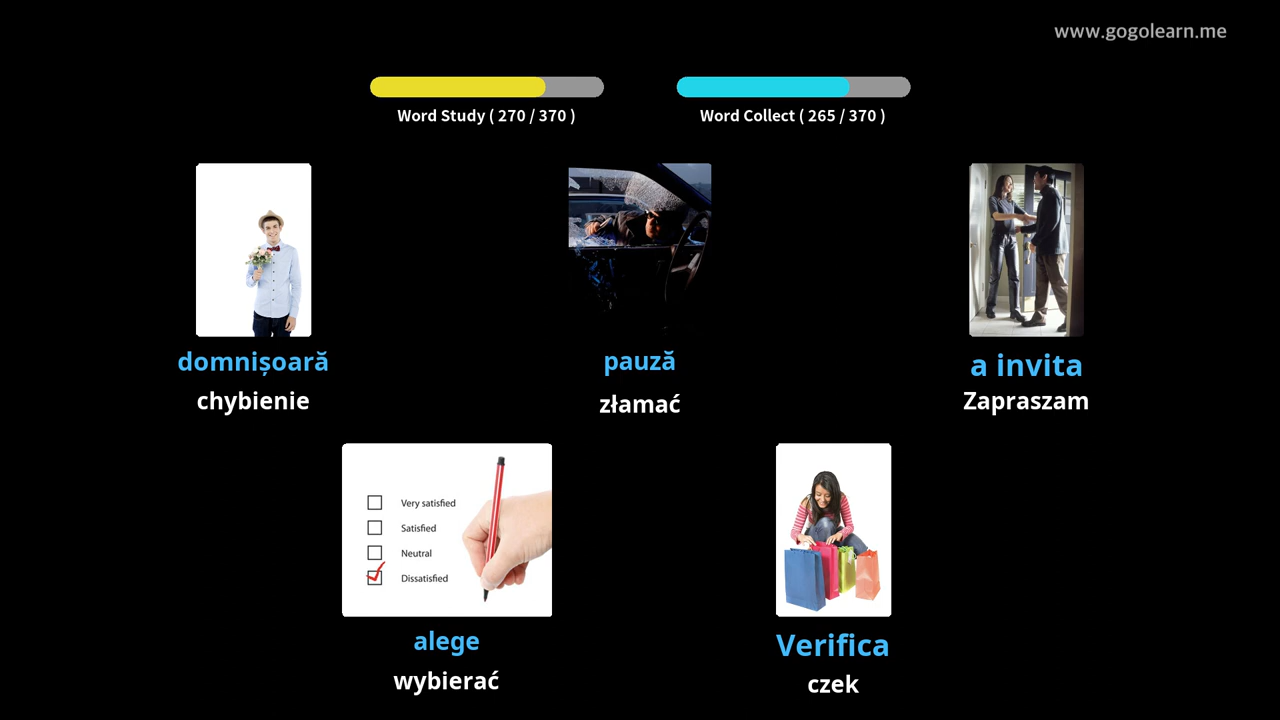 www.gogolearn.me
Word Study ( 270 / 370 )
Word Collect ( 265 / 370 )
domnișoară
chybienie
pauză
złamać
a invita
Zapraszam
Very satisfied
Satisfied
Neutral
Dissatisfied
alege
wybierać
Verifica
czek